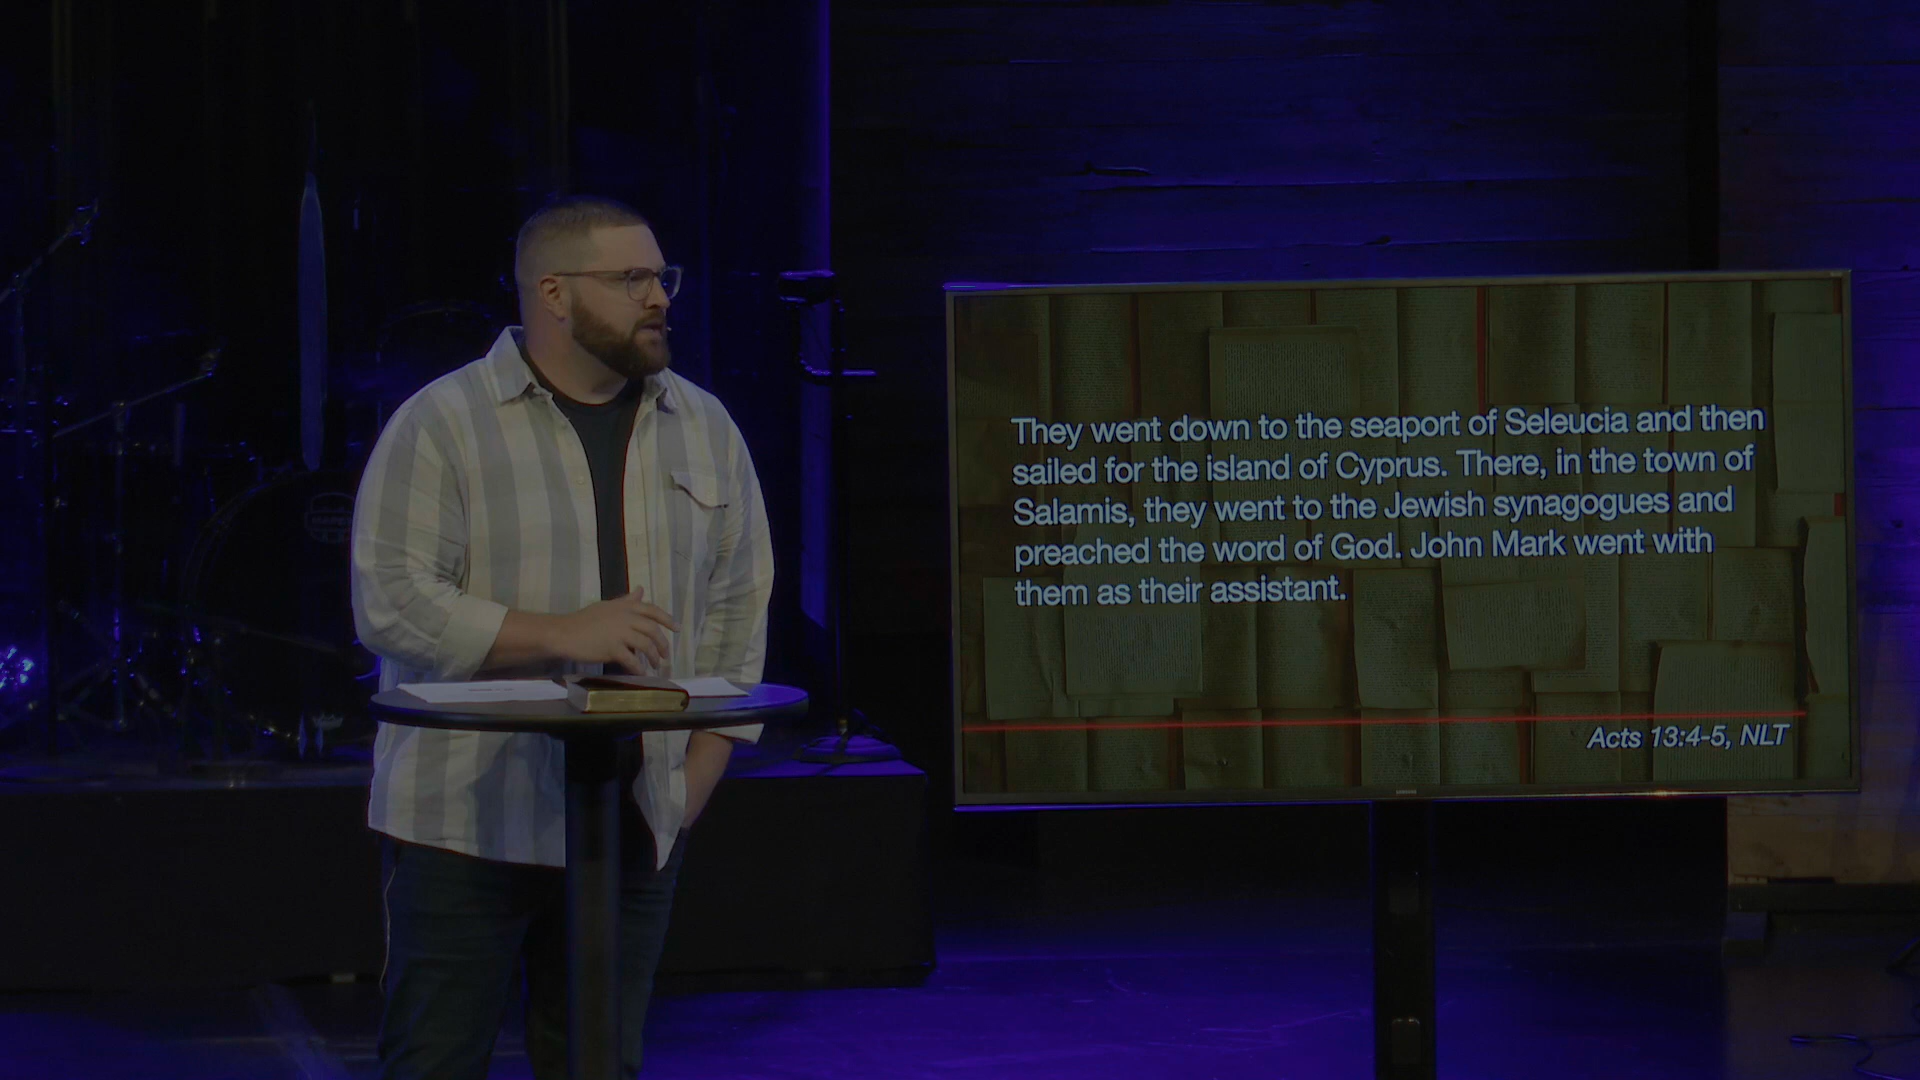 They went down to the seaport of Seleucia and then
sailed for the island of Cyprus. There, in the town of
Salamis, they went to the Jewish synagogues and
preached the word of God. John Mark went with
them as their assistant.
Acts 13:4-5, NLT